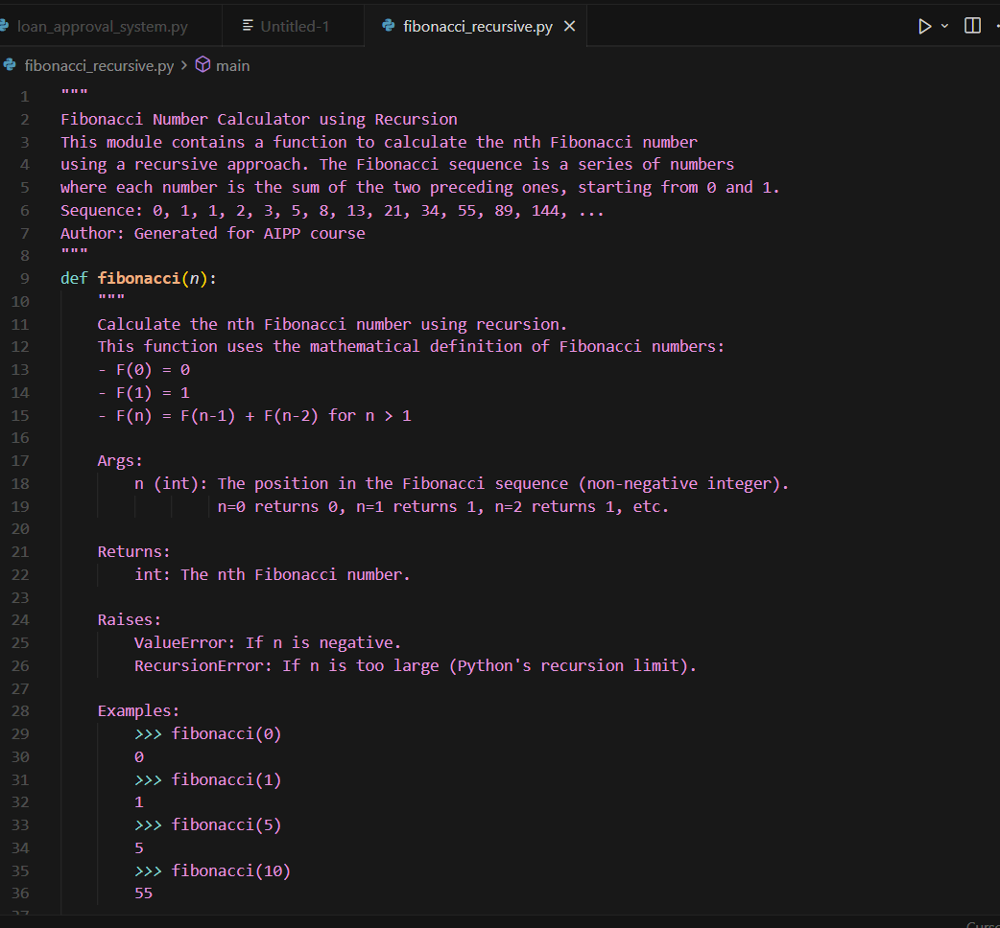 loan_approval_system.py Untitled-1 fibonacci_recursive.py
fibonacci_recursive.py > main
1 """
2 Fibonacci Number Calculator using Recursion
3 This module contains a function to calculate the nth Fibonacci number
4 using a recursive approach. The Fibonacci sequence is a series of numbers
5 where each number is the sum of the two preceding ones, starting from 0 and 1.
6 Sequence: 0, 1, 1, 2, 3, 5, 8, 13, 21, 34, 55, 89, 144, ...
7 Author: Generated for AIPP course
8 """
9 def fibonacci(n):
10 """
11 Calculate the nth Fibonacci number using recursion.
12 This function uses the mathematical definition of Fibonacci numbers:
13 - F(0) = 0
14 - F(1) = 1
15 - F(n) = F(n-1) + F(n-2) for n > 1
16
17 Args:
18 n (int): The position in the Fibonacci sequence (non-negative integer).
19 n=0 returns 0, n=1 returns 1, n=2 returns 1, etc.
20
21 Returns:
22 int: The nth Fibonacci number.
23
24 Raises:
25 ValueError: If n is negative.
26 RecursionError: If n is too large (Python's recursion limit).
27
28 Examples:
29 >>> fibonacci(0)
30 0
31 >>> fibonacci(1)
32 1
33 >>> fibonacci(5)
34 5
35 >>> fibonacci(10)
36 55